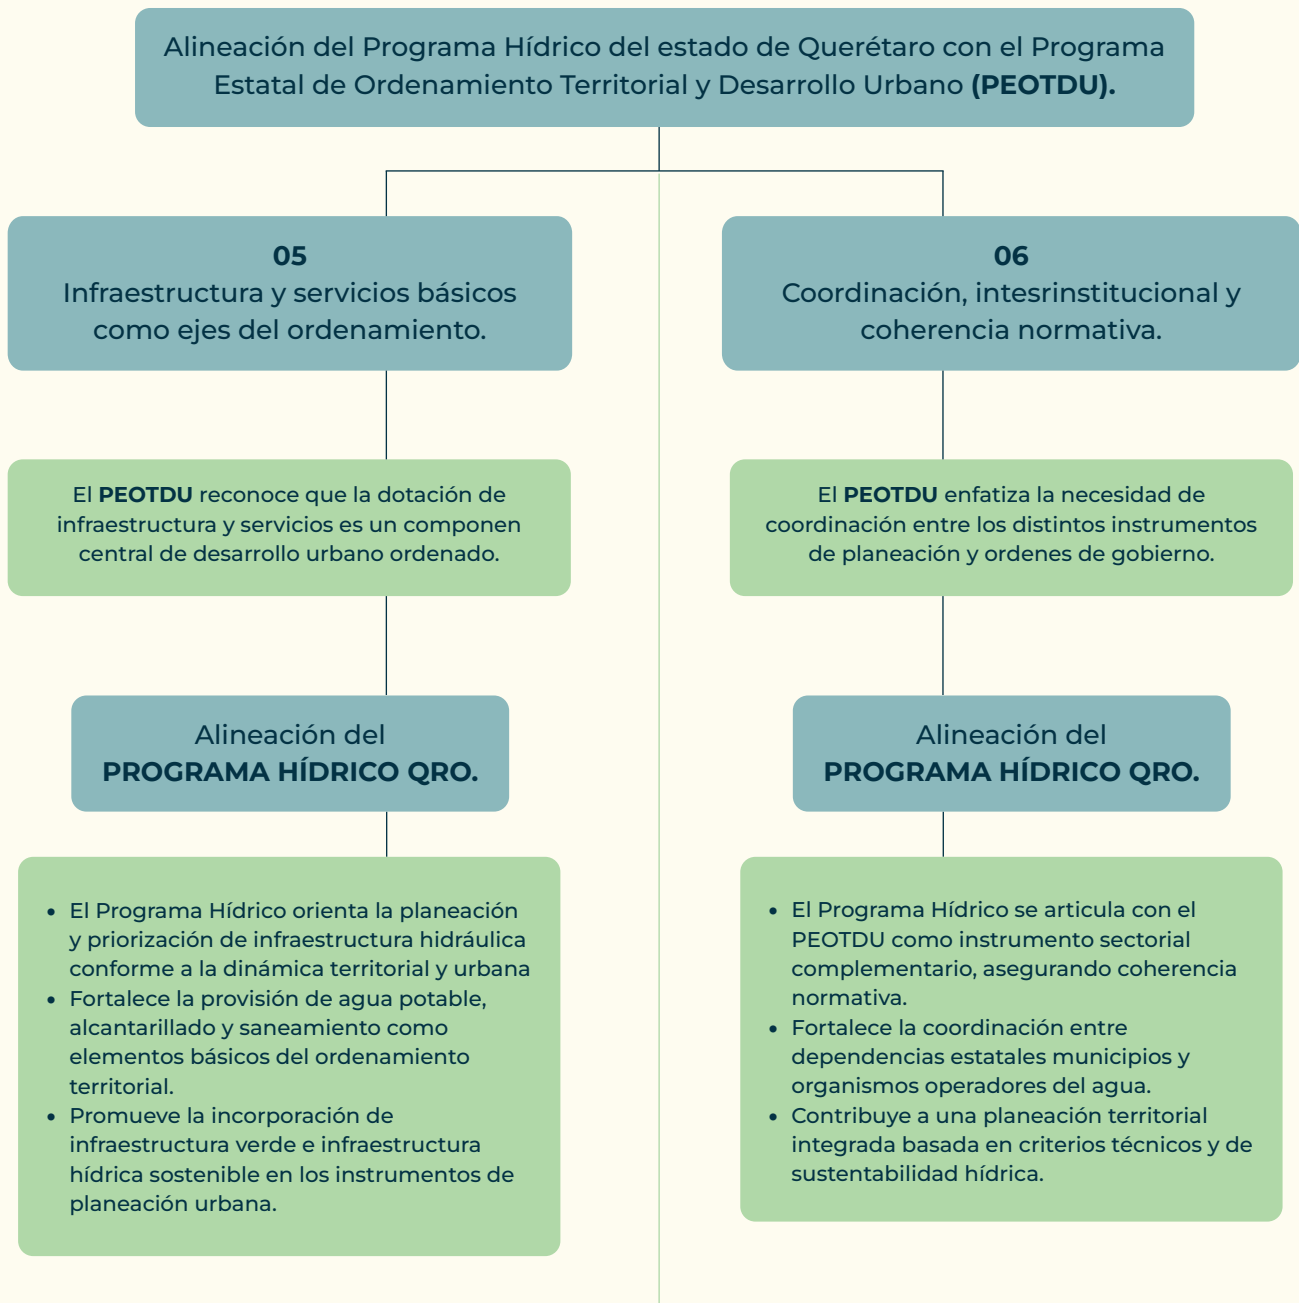 Alineación del Programa Hídrico del estado de Querétaro con el Programa
Estatal de Ordenamiento Territorial y Desarrollo Urbano (PEOTDU).
05
Infraestructura y servicios básicos
como ejes del ordenamiento.
El PEOTDU reconoce que la dotación de
infraestructura y servicios es un componen
central de desarrollo urbano ordenado.
Alineación del
PROGRAMA HÍDRICO QRO.
• El Programa Hídrico orienta la planeación
y priorización de infraestructura hidráulica
conforme a la dinámica territorial y urbana
• Fortalece la provisión de agua potable,
alcantarillado y saneamiento como
elementos básicos del ordenamiento
territorial.
• Promueve la incorporación de
infraestructura verde e infraestructura
hídrica sostenible en los instrumentos de
planeación urbana.
06
Coordinación, intesrinstitucional y
coherencia normativa.
El PEOTDU enfatiza la necesidad de
coordinación entre los distintos instrumentos
de planeación y ordenes de gobierno.
Alineación del
PROGRAMA HÍDRICO QRO.
• El Programa Hídrico se articula con el
PEOTDU como instrumento sectorial
complementario, asegurando coherencia
normativa.
• Fortalece la coordinación entre
dependencias estatales municipios y
organismos operadores del agua.
• Contribuye a una planeación territorial
integrada basada en criterios técnicos y de
sustentabilidad hídrica.